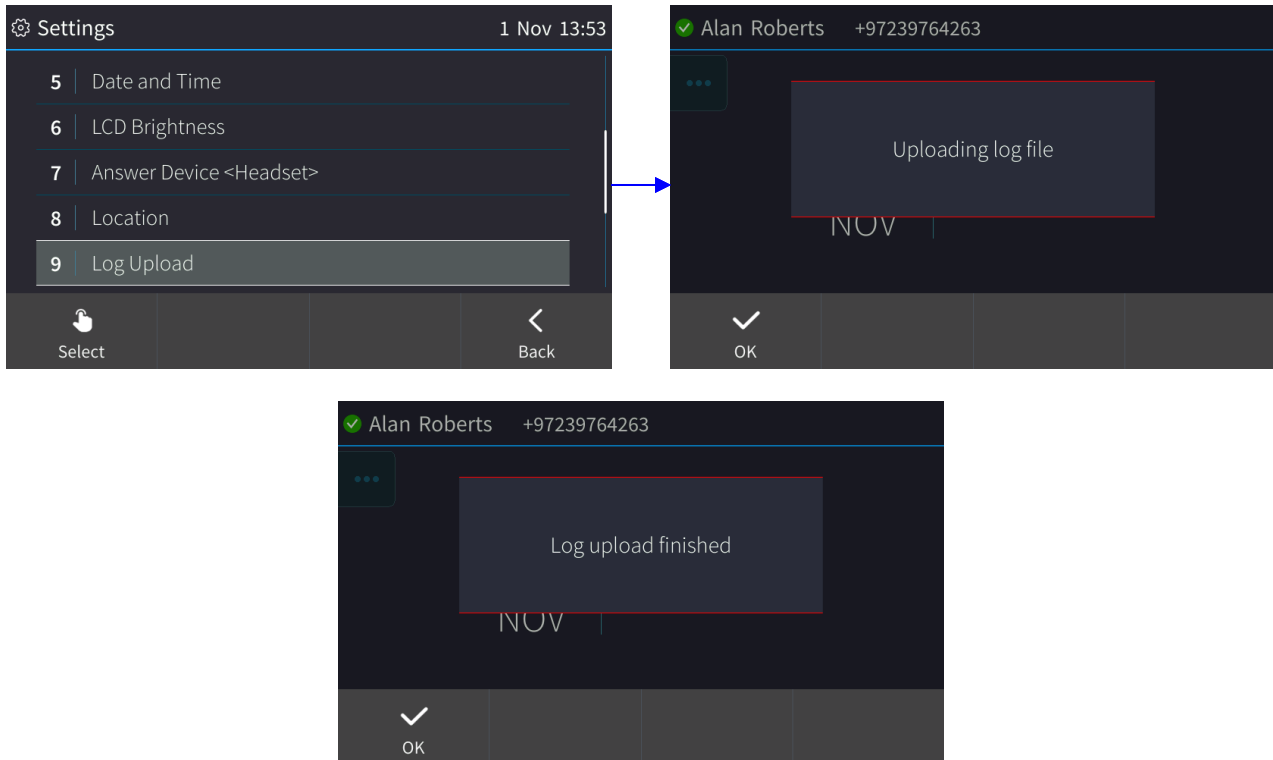 Settings 1 Nov 13:53
5 Date and Time
6 LCD Brightness
7 Answer Device <Headset>
8 Location
9 Log Upload
Select Back
Alan Roberts +97239764263
Uploading log file
NOV
OK
Alan Roberts +97239764263
Log upload finished
NOV
OK